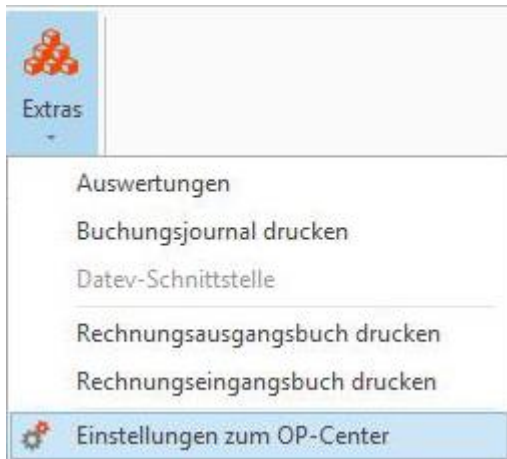 Extras
Auswertungen
Buchungsjournal drucken
Datev-Schnittstelle
Rechnungsausgangsbuch drucken
Rechnungseingangsbuch drucken
Einstellungen zum OP-Center